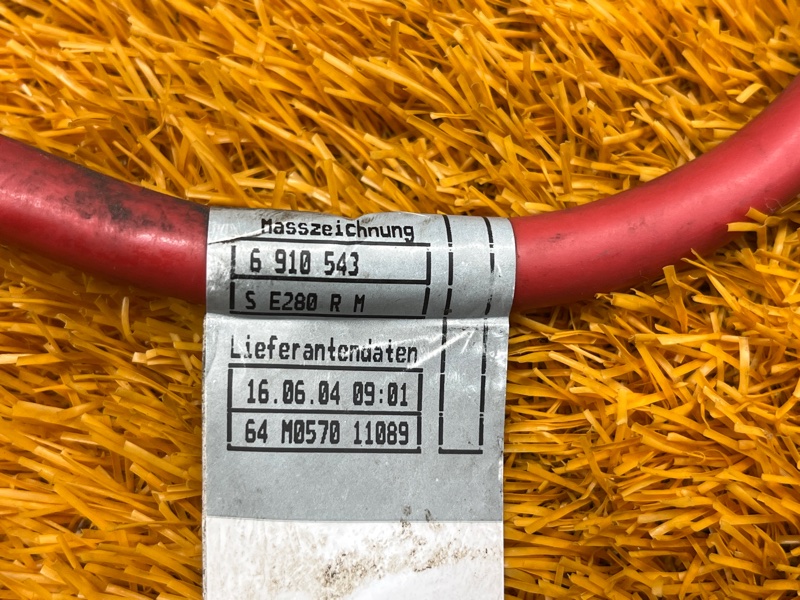 Masszeichnung
6 910 543
S E280 R M
Lieferantendaten
16.06.04 09:01
64 M0570 11089